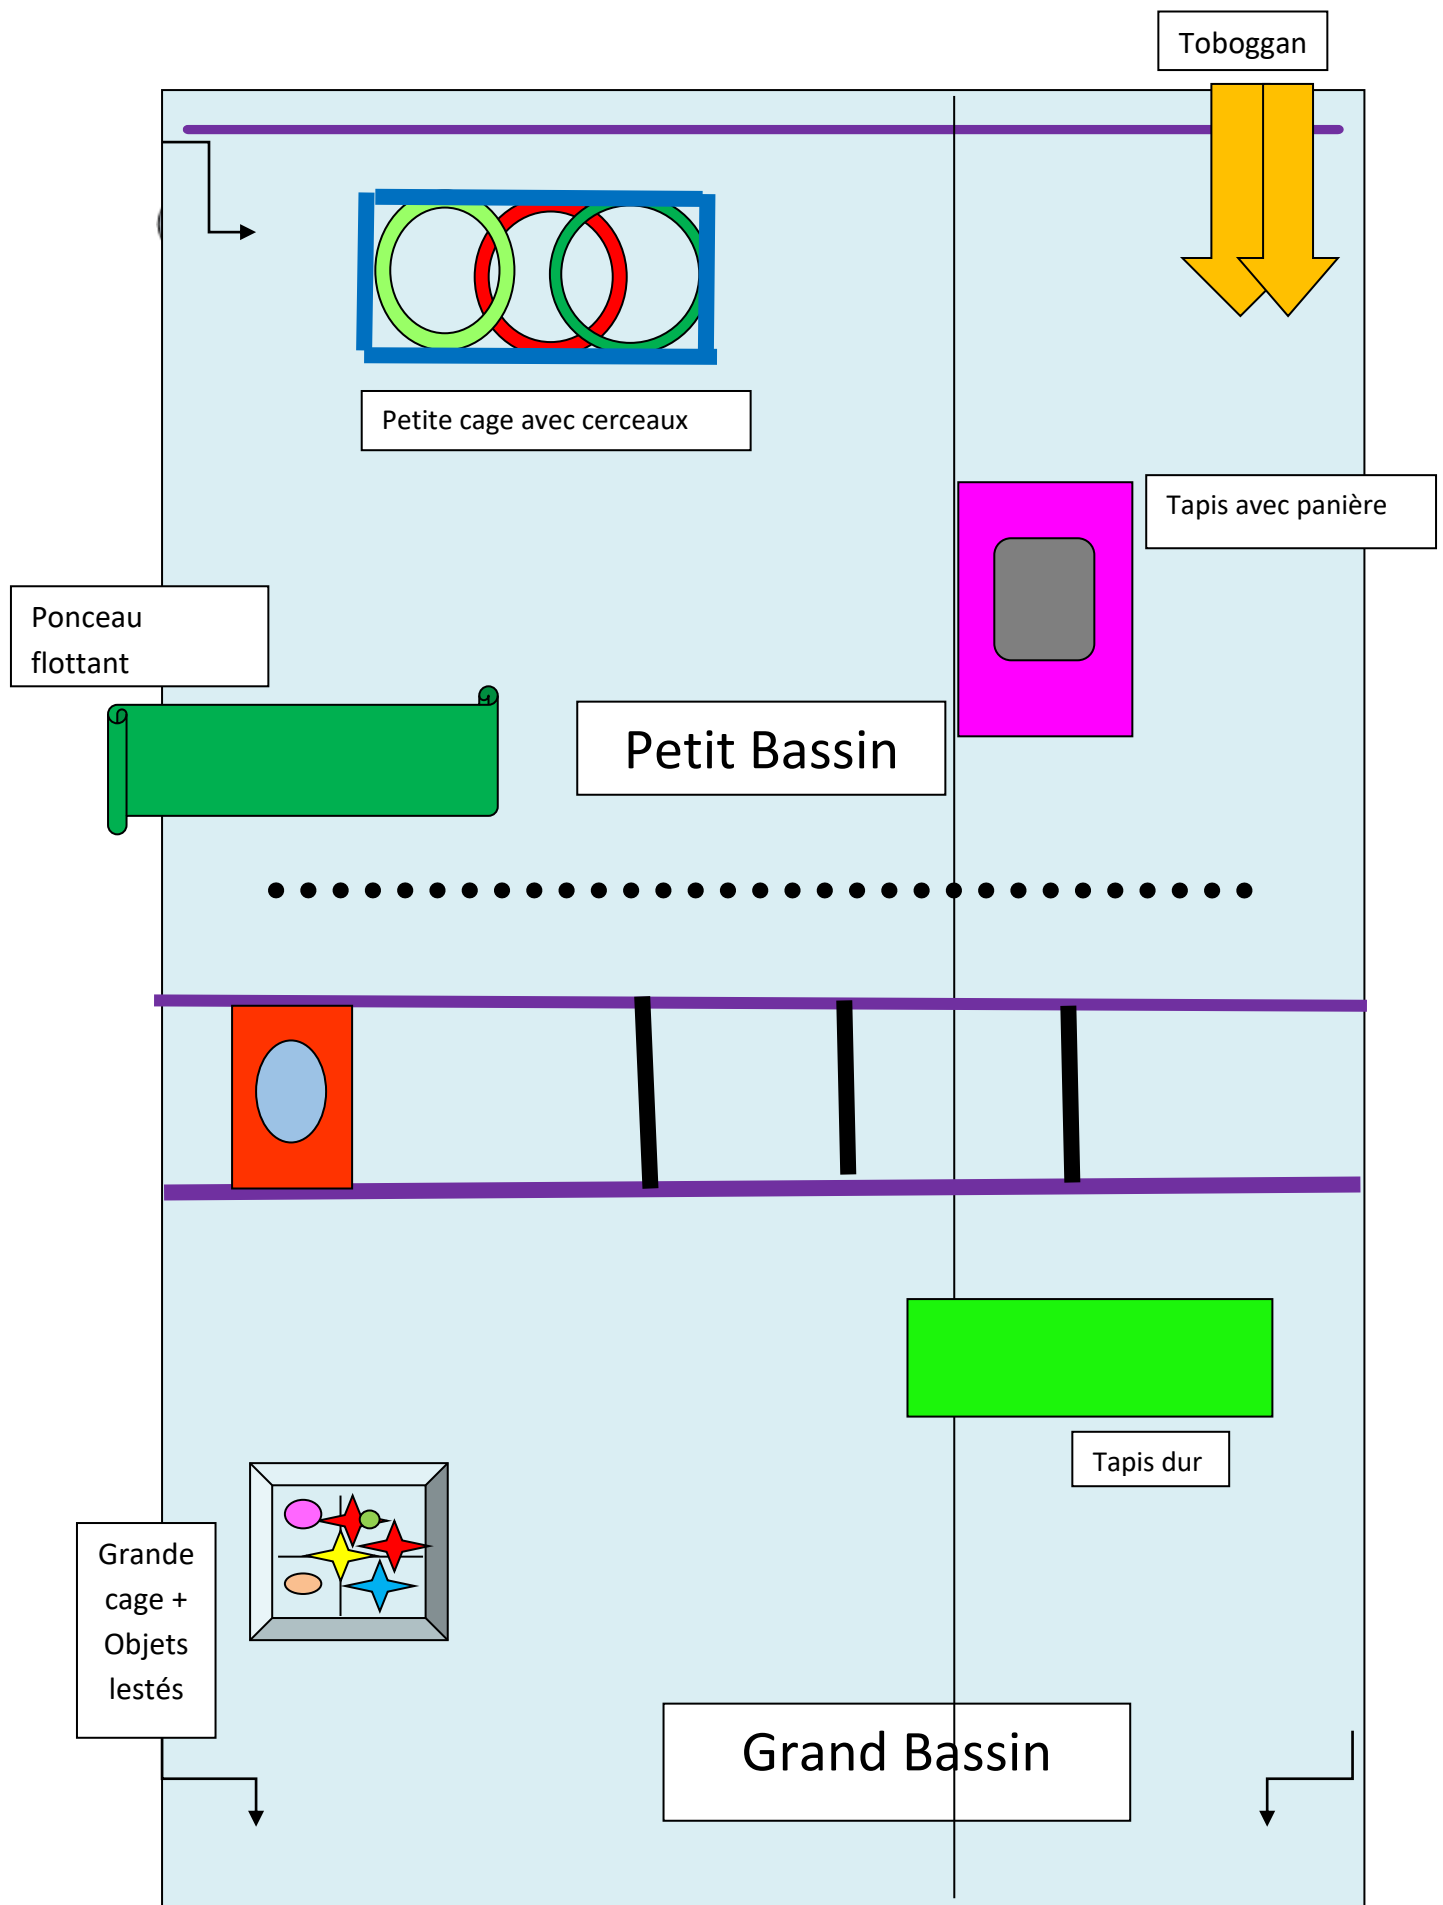 Toboggan
Petite cage avec cerceaux
Tapis avec panière
Ponceau
flottant
Petit Bassin
Tapis dur
Grande
cage +
Objets
lestés
Grand Bassin